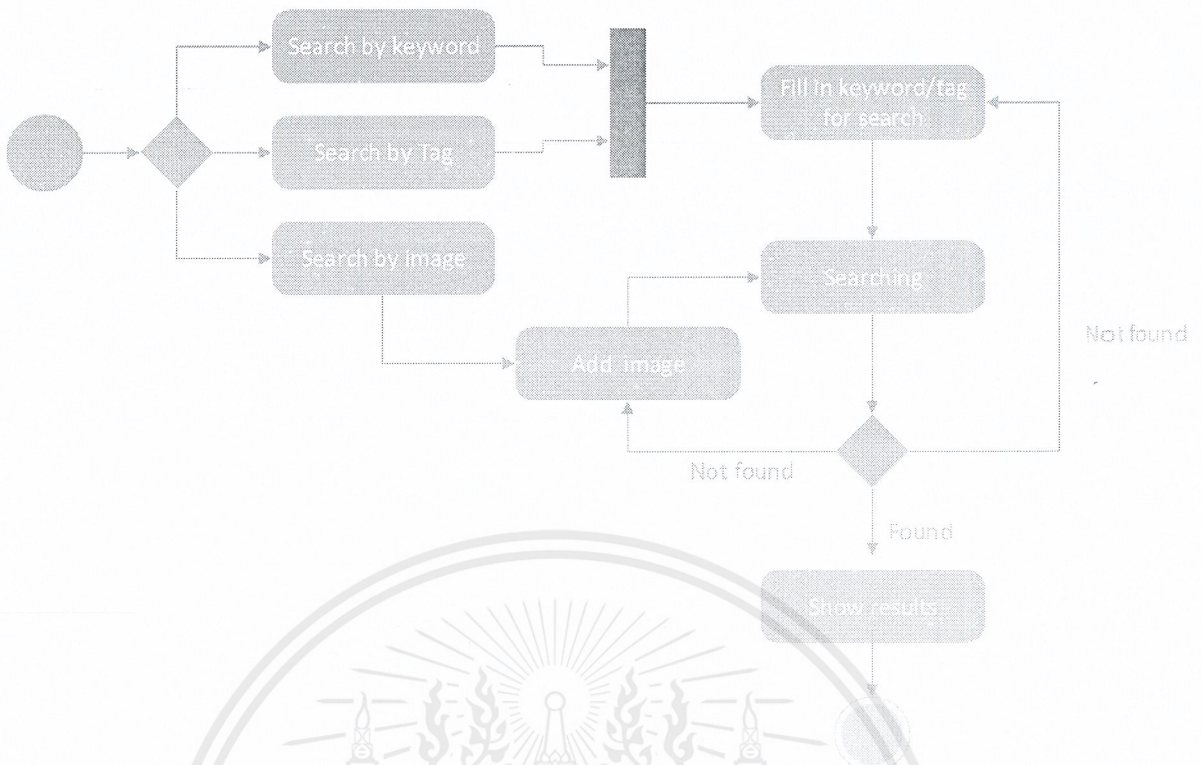 Search by keyword
Search by Tag
Search by image
Fill in keyword/tag
for search
Searching
Add image
Not found
Not found
Found
Show results